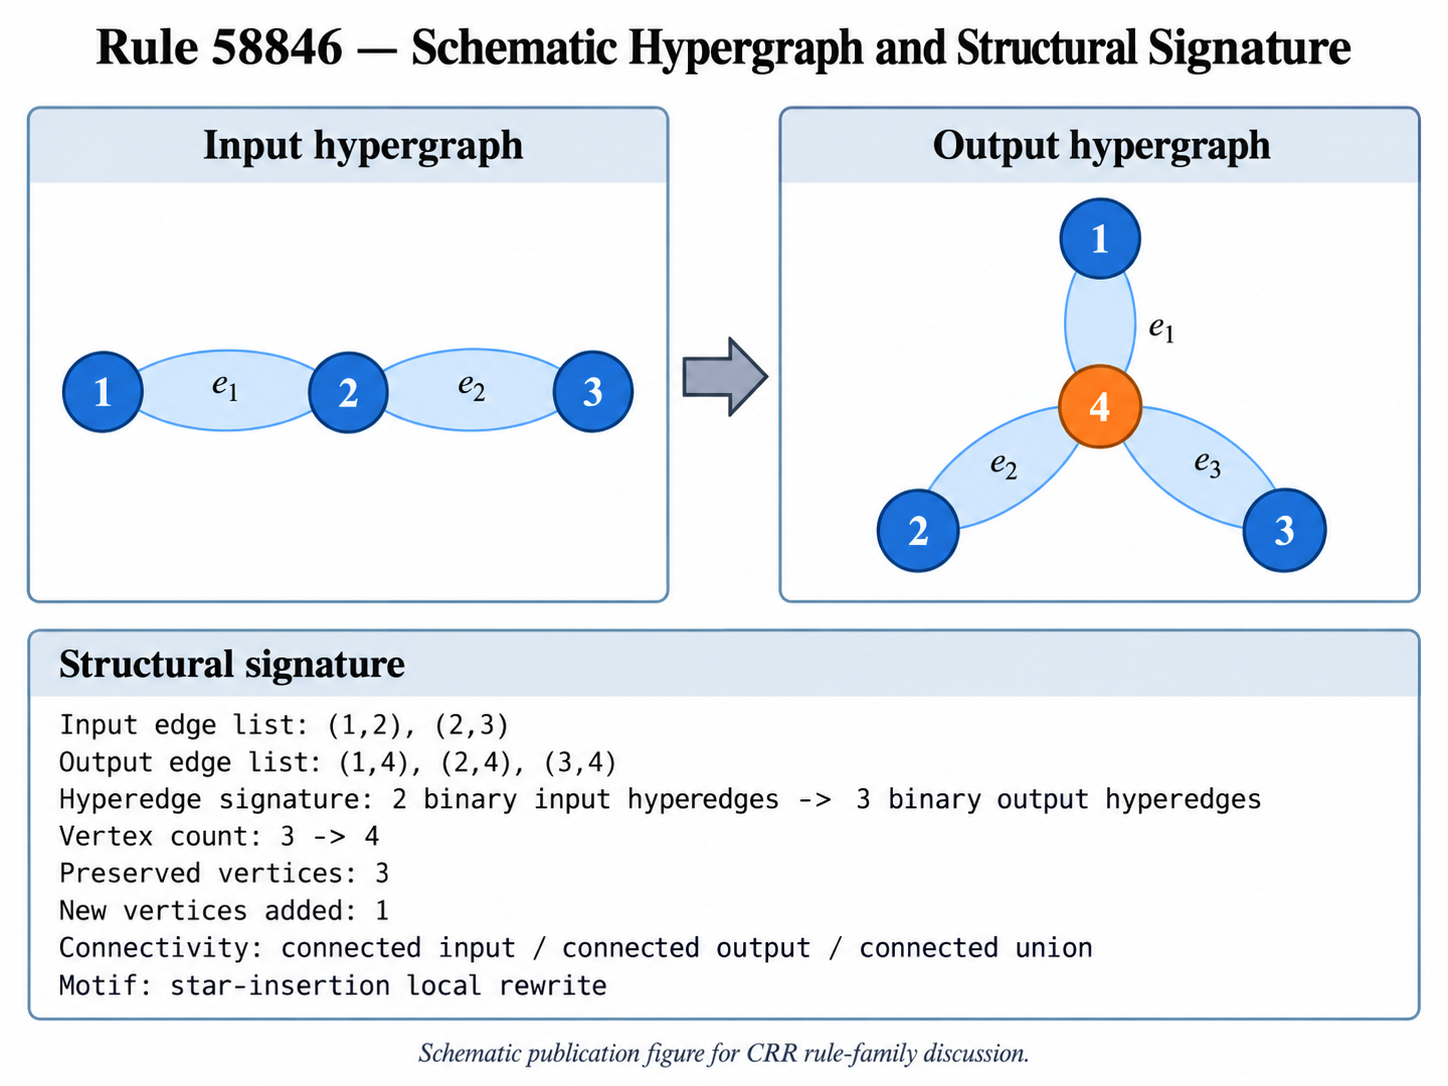 Rule 58846 — Schematic Hypergraph and Structural Signature
Input hypergraph
1
e1
2
e2
3
Output hypergraph
1
e1
4
e2
e3
2
3
Structural signature
Input edge list: (1,2), (2,3)
Output edge list: (1,4), (2,4), (3,4)
Hyperedge signature: 2 binary input hyperedges -> 3 binary output hyperedges
Vertex count: 3 -> 4
Preserved vertices: 3
New vertices added: 1
Connectivity: connected input / connected output / connected union
Motif: star-insertion local rewrite
Schematic publication figure for CRR rule-family discussion.